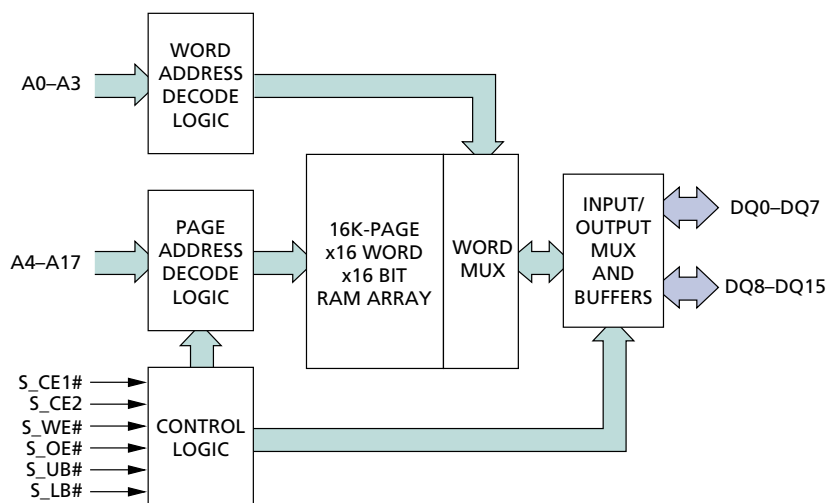 WORD
ADDRESS
DECODE
LOGIC
A0–A3
PAGE
ADDRESS
DECODE
LOGIC
A4–A17
16K-PAGE
x16 WORD
x16 BIT
RAM ARRAY
WORD
MUX
INPUT/
OUTPUT
MUX
AND
BUFFERS
DQ0–DQ7
DQ8–DQ15
S_CE1#
S_CE2
S_WE#
S_OE#
S_UB#
S_LB#
CONTROL
LOGIC